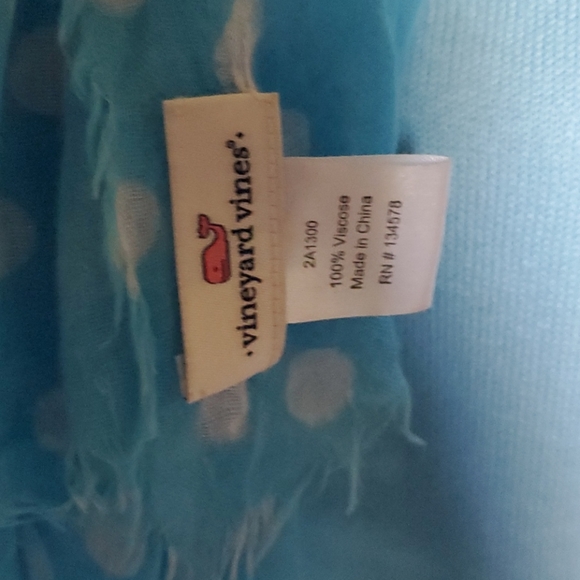 ·vineyard vines®·
2A1300
100% Viscose
Made in China
RN # 134578